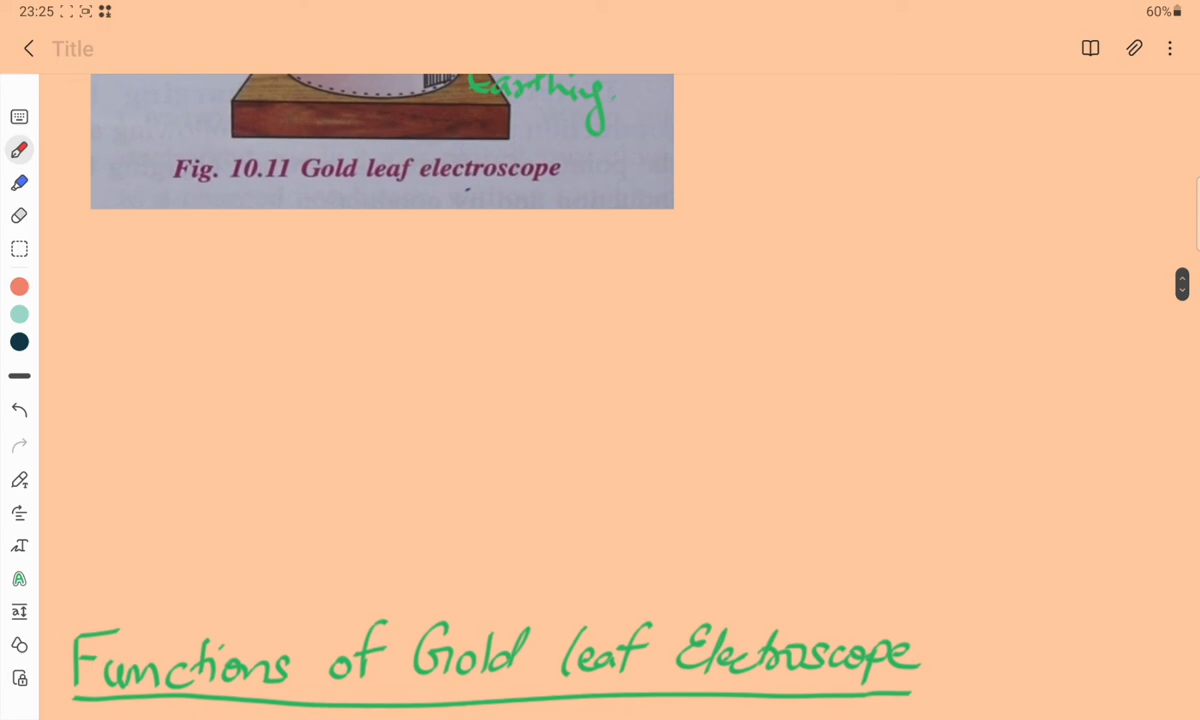 23:25
60%
Title
earthing.
Fig. 10.11 Gold leaf electroscope
Functions of Gold leaf Electroscope